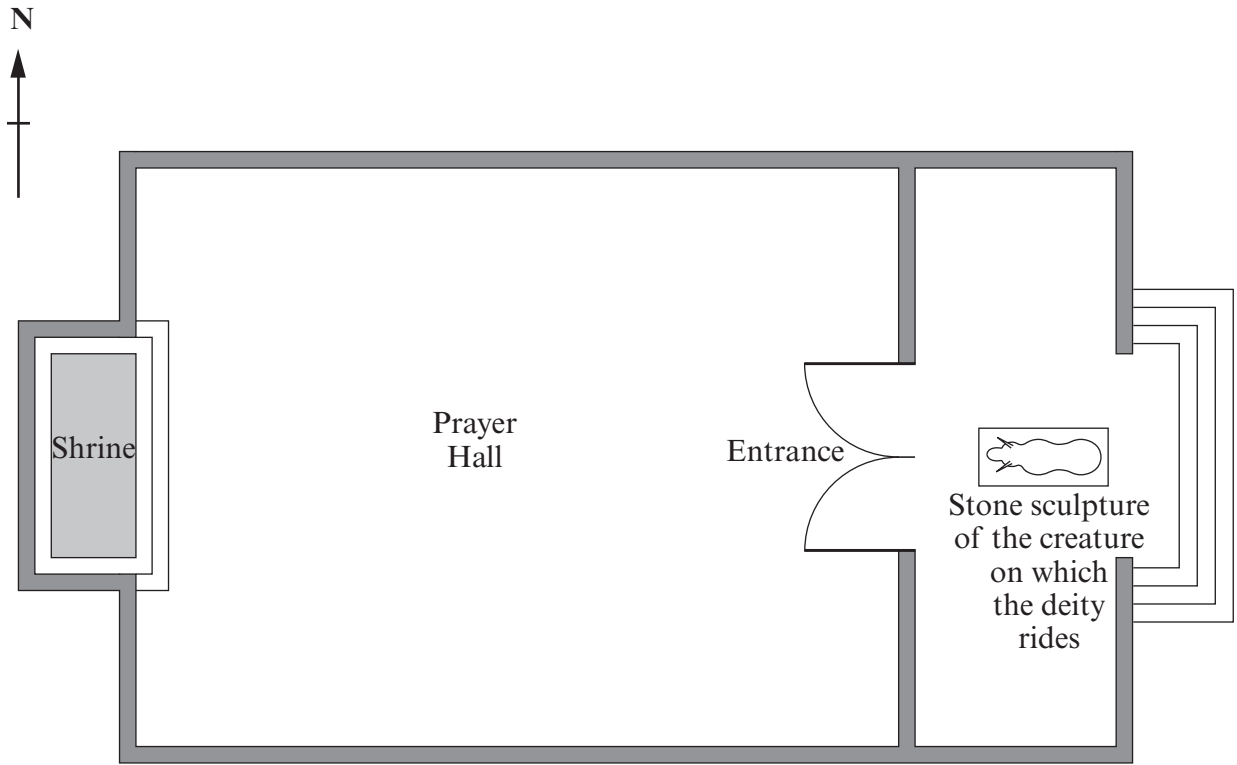 N
Shrine
Prayer
Hall
Entrance
Stone sculpture
of the creature
on which
the deity
rides